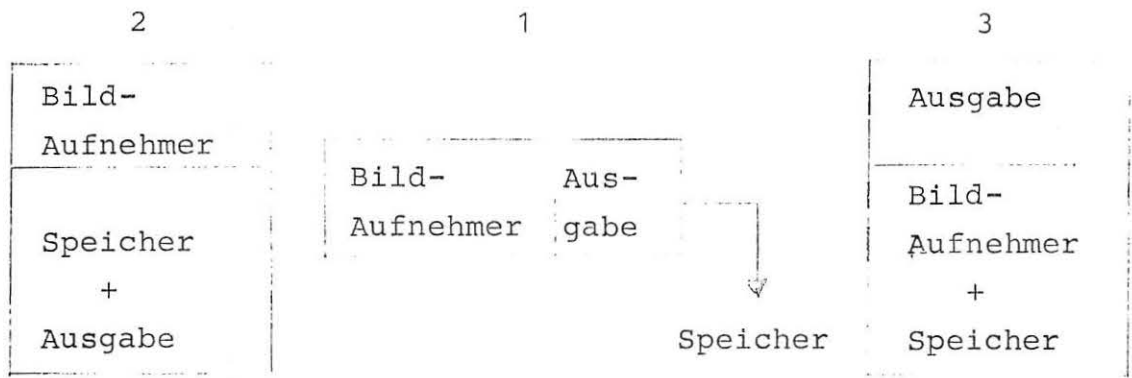 2 1 3
Bild-
Aufnehmer
Speicher
+
Ausgabe
Bild- Aus-
Aufnehmer gabe
Speicher
Ausgabe
Bild-
Aufnehmer
+
Speicher